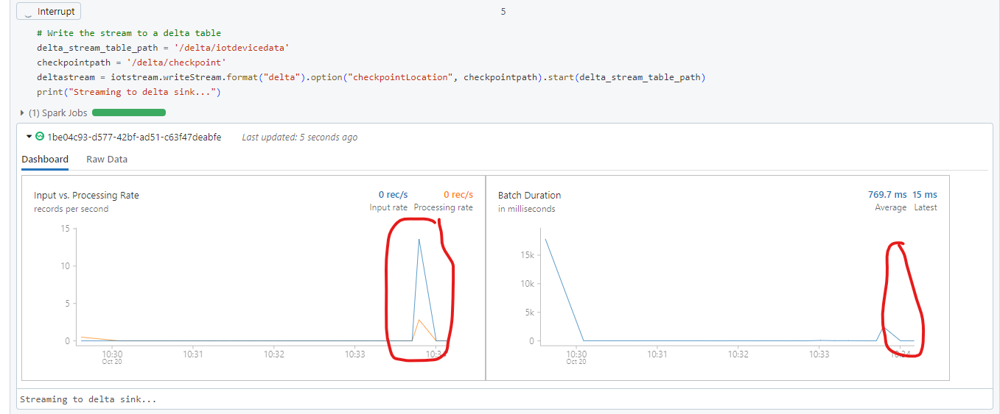 Interrupt
5
# Write the stream to a delta table
delta_stream_table_path = '/delta/iotdevicedata'
checkpointpath = '/delta/checkpoint'
deltastream = iotstream.writeStream.format("delta").option("checkpointLocation", checkpointpath).start(delta_stream_table_path)
print("Streaming to delta sink...")
(1) Spark Jobs
1be04c93-d577-42bf-ad51-c63f47deabfe Last updated: 5 seconds ago
Dashboard Raw Data
Input vs. Processing Rate 0 rec/s 0 rec/s
records per second Input rate Processing rate
15
10
5
0
10:30 10:31 10:32 10:33 10:34
Oct 20
Batch Duration 769.7 ms 15 ms
in milliseconds Average Latest
15k
10k
5k
0
10:30 10:31 10:32 10:33 10:34
Oct 20
Streaming to delta sink...